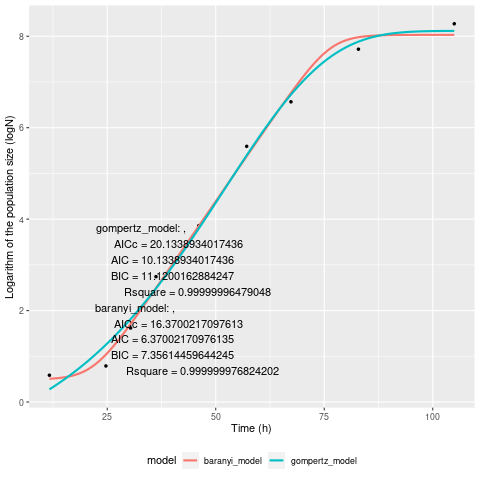 Logarithm of the population size (logN)
8
6
4
2
0
gompertz_model: ,
AICc = 20.1338934017436
AIC = 10.1338934017436
BIC = 11.4200162884247
Rsquare = 0.99999996479048
baranyi_model: ,
AICc = 16.3700217097613
AIC = 6.37002170976135
BIC = 7.35614459644245
Rsquare = 0.999999976824202
25 50 75 100
Time (h)
model baranyi_model gompertz_model